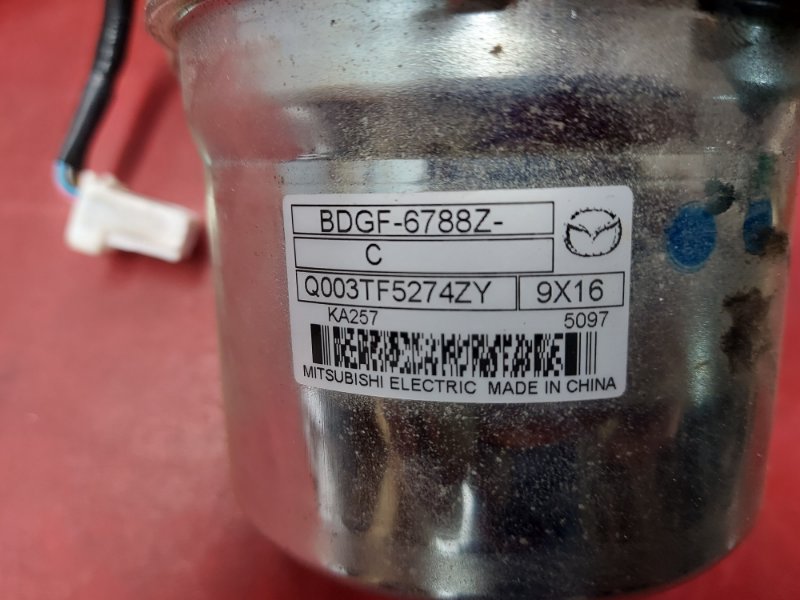 BDGF-6788Z-
C
Q003TF5274ZY 9X16
KA257 5097
MITSUBISHI ELECTRIC MADE IN CHINA